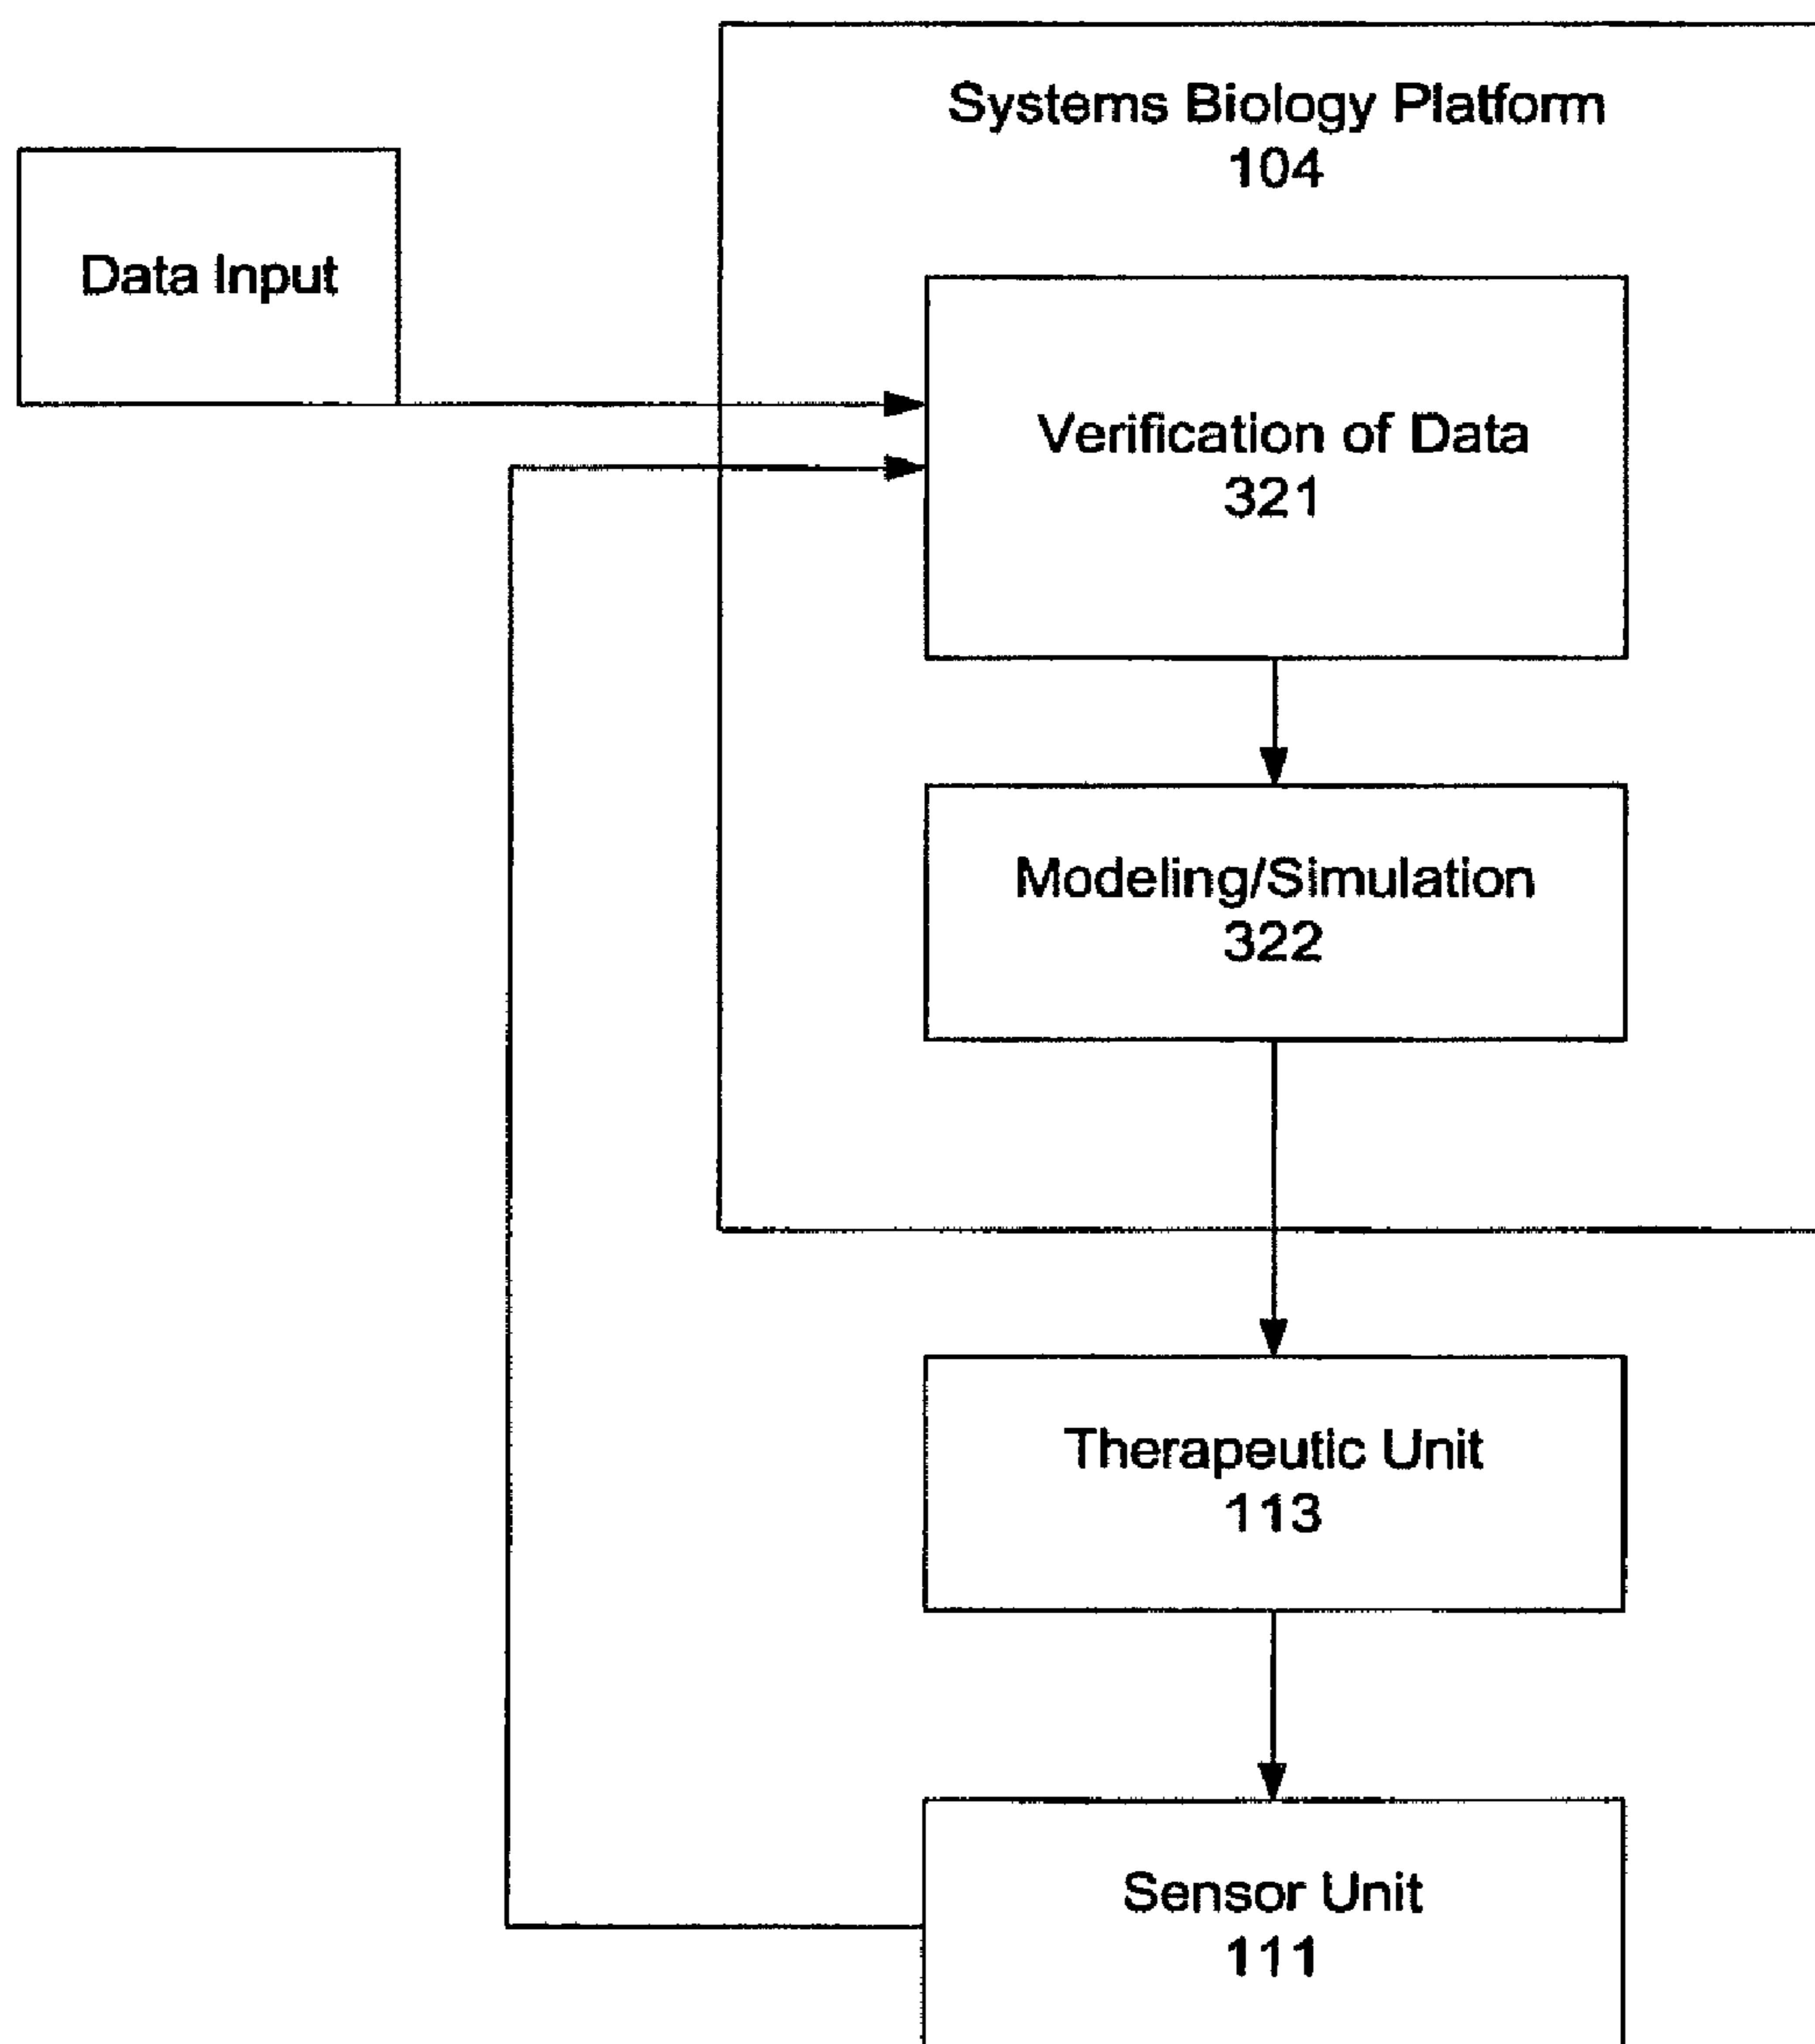 Systems Biology Platform
104
Data Input
Verification of Data
321
Modeling/Simulation
322
Therapeutic Unit
113
Sensor Unit
111